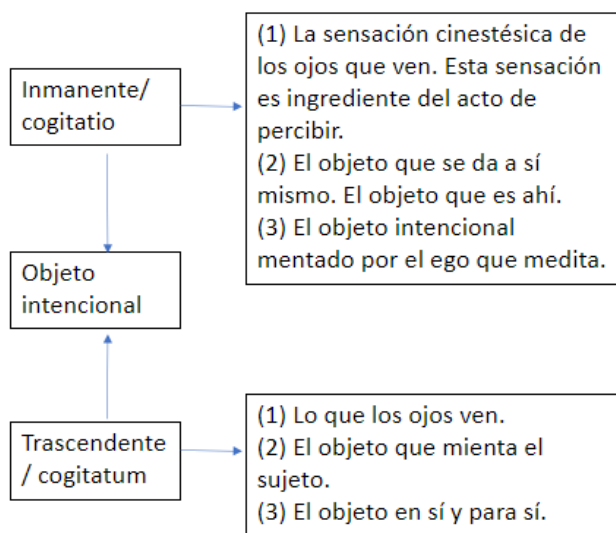 Inmanente/
cogitatio
(1) La sensación cinestésica de
los ojos que ven. Esta sensación
es ingrediente del acto de
percibir.
(2) El objeto que se da a sí
mismo. El objeto que es ahí.
(3) El objeto intencional
mentado por el ego que medita.
Objeto
intencional
Trascendente
/ cogitatum
(1) Lo que los ojos ven.
(2) El objeto que mienta el
sujeto.
(3) El objeto en sí y para sí.